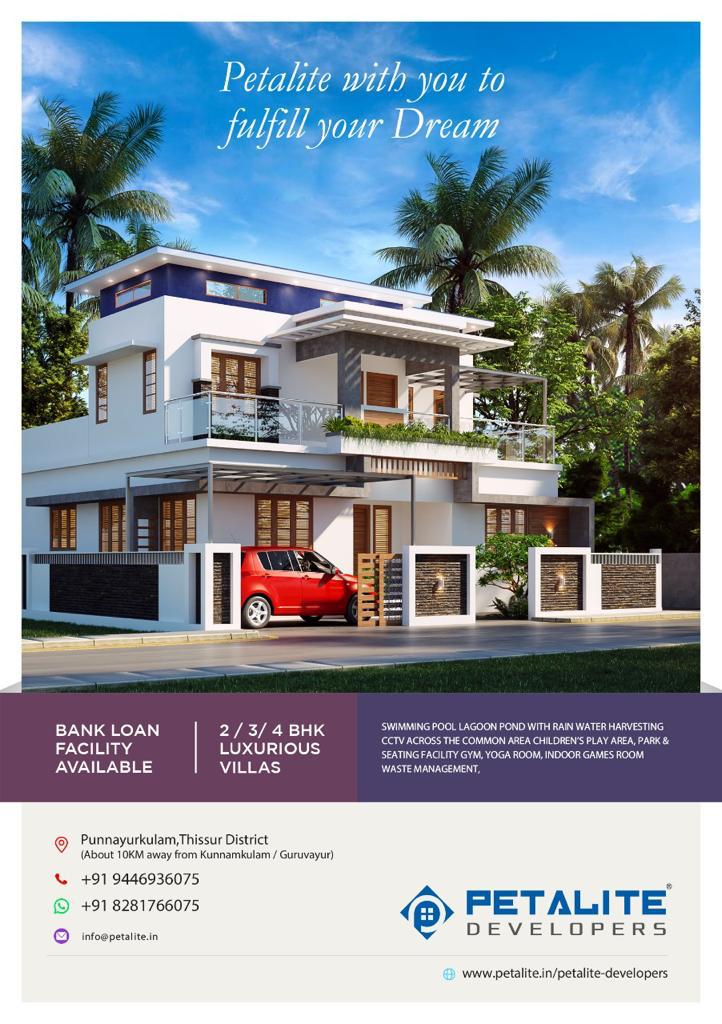 Petalite with you to
fulfill your Dream
BANK LOAN
FACILITY
AVAILABLE
2 / 3/ 4 BHK
LUXURIOUS
VILLAS
SWIMMING POOL LAGOON POND WITH RAIN WATER HARVESTING
CCTV ACROSS THE COMMON AREA CHILDREN'S PLAY AREA, PARK &
SEATING FACILITY GYM, YOGA ROOM, INDOOR GAMES ROOM
WASTE MANAGEMENT,
Punnayurkulam,Thissur District
(About 10KM away from Kunnamkulam / Guruvayur)
+91 9446936075
+91 8281766075
info@petalite.in
PETALITE®
DEVELOPERS
www.petalite.in/petalite-developers